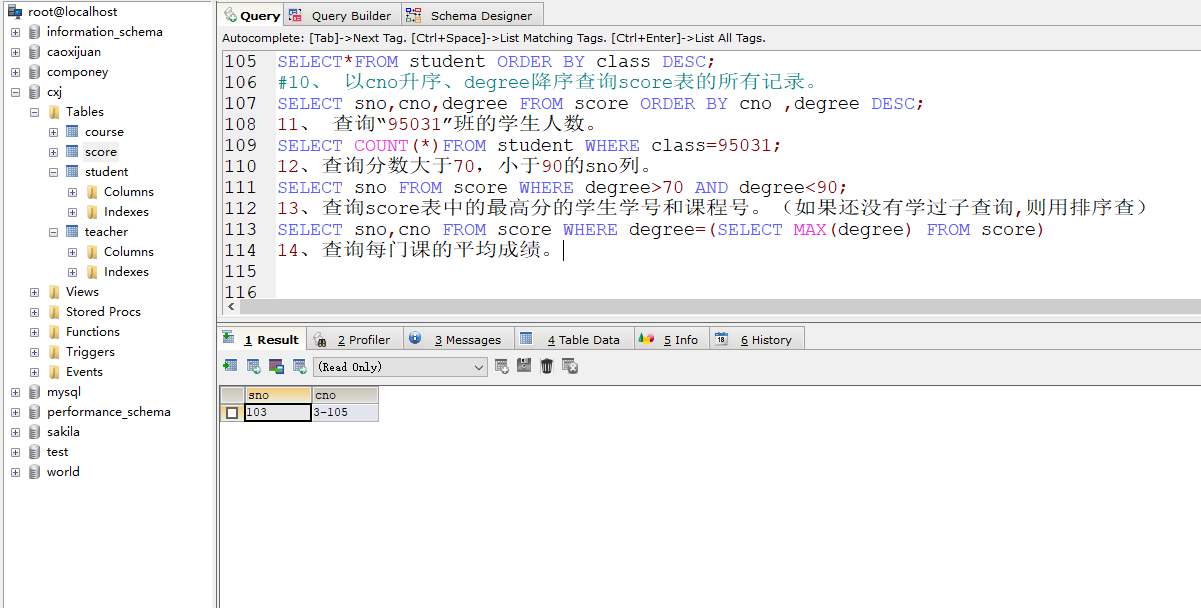 root@localhost
information_schema
caoxijuan
componey
cxj
Tables
course
score
student
Columns
Indexes
teacher
Columns
Indexes
Views
Stored Procs
Functions
Triggers
Events
mysql
performance_schema
sakila
test
world
Query Query Builder Schema Designer
Autocomplete: [Tab]->Next Tag. [Ctrl+Space]->List Matching Tags. [Ctrl+Enter]->List All Tags.
105 SELECT*FROM student ORDER BY class DESC;
106 #10、 以cno升序、degree降序查询score表的所有记录。
107 SELECT sno,cno,degree FROM score ORDER BY cno ,degree DESC;
108 11、 查询“95031”班的学生人数。
109 SELECT COUNT(*)FROM student WHERE class=95031;
110 12、查询分数大于70，小于90的sno列。
111 SELECT sno FROM score WHERE degree>70 AND degree<90;
112 13、查询score表中的最高分的学生学号和课程号。（如果还没有学过子查询,则用排序查）
113 SELECT sno,cno FROM score WHERE degree=(SELECT MAX(degree) FROM score)
114 14、查询每门课的平均成绩。
115
116
1 Result 2 Profiler 3 Messages 4 Table Data 5 Info 18 6 History
(Read Only)
sno cno
103 3-105